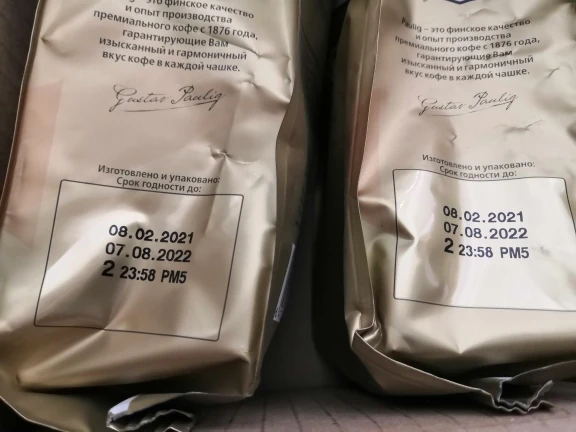 Paulig – это финское качество
и опыт производства
премиального кофе с 1876 года,
гарантирующие Вам
изысканный и гармоничный
вкус кофе в каждой чашке.
Gustav Paulig
Изготовлено и упаковано:
Срок годности до:
08.02.2021
07.08.2022
2 23:58 PM5
Paulig – это финское качество
и опыт производства
премиального кофе с 1876 года,
гарантирующие Вам
изысканный и гармоничный
вкус кофе в каждой чашке.
Gustav Paulig
Изготовлено и упаковано:
Срок годности до:
08.02.2021
07.08.2022
2 23:58 PM5